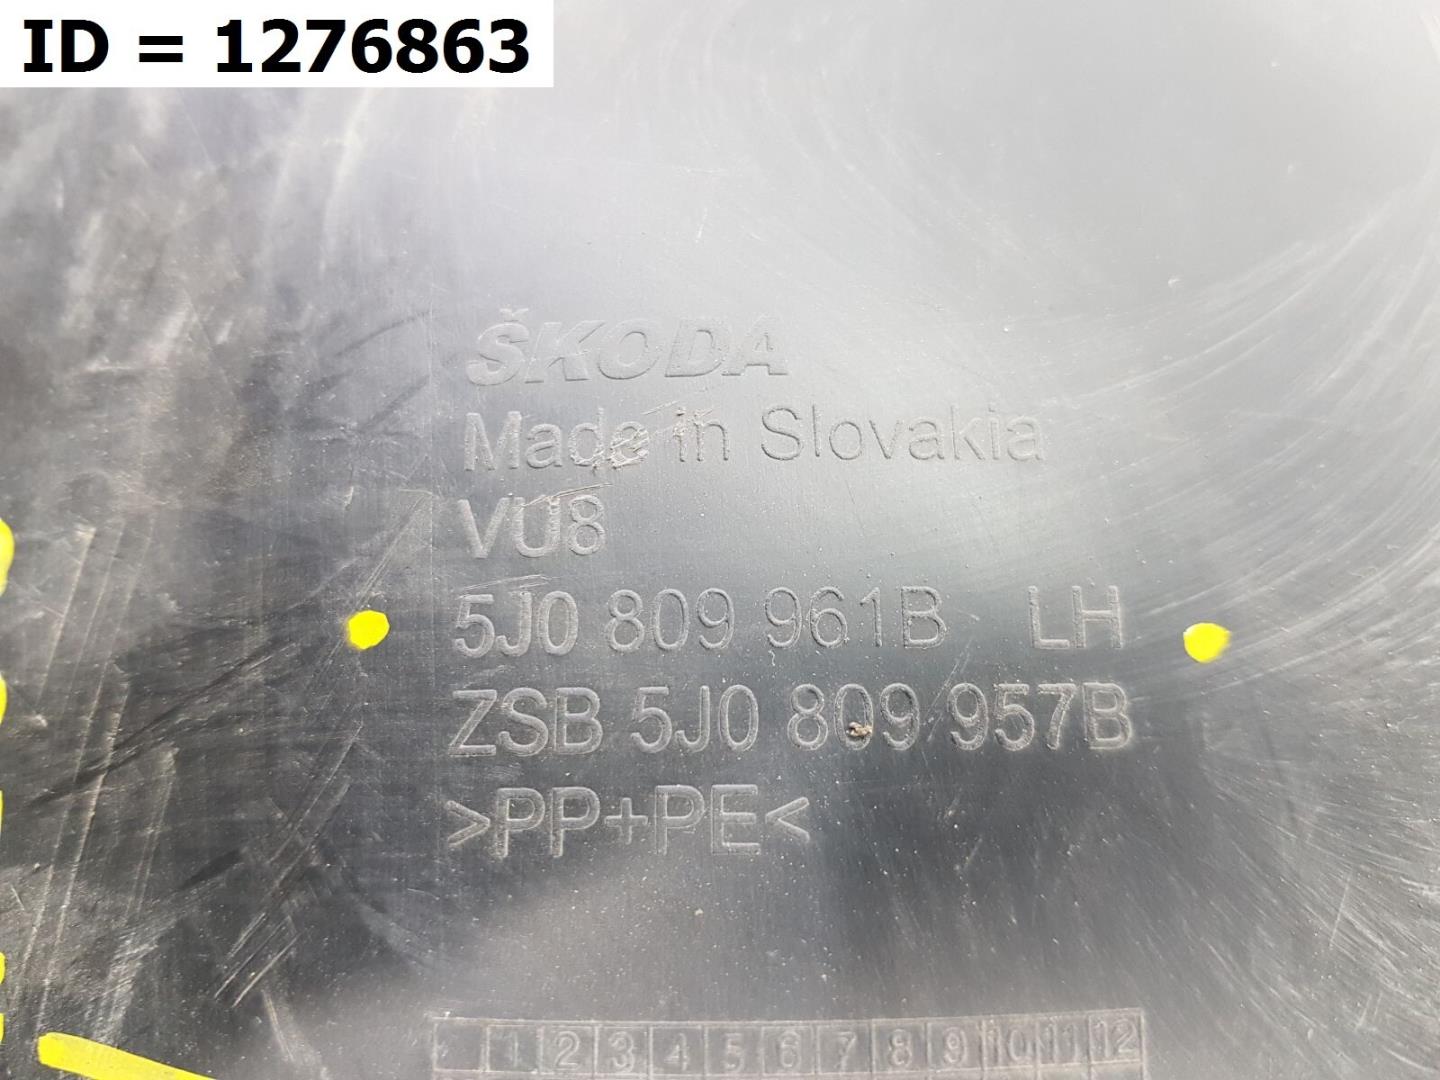 ID = 1276863
ŠKODA
Made in Slovakia
VU8
5J0 809 961B LH
ZSB 5J0 809 957B
>PP+PE<
1 2 3 4 5 6 7 8 9 10 11 12